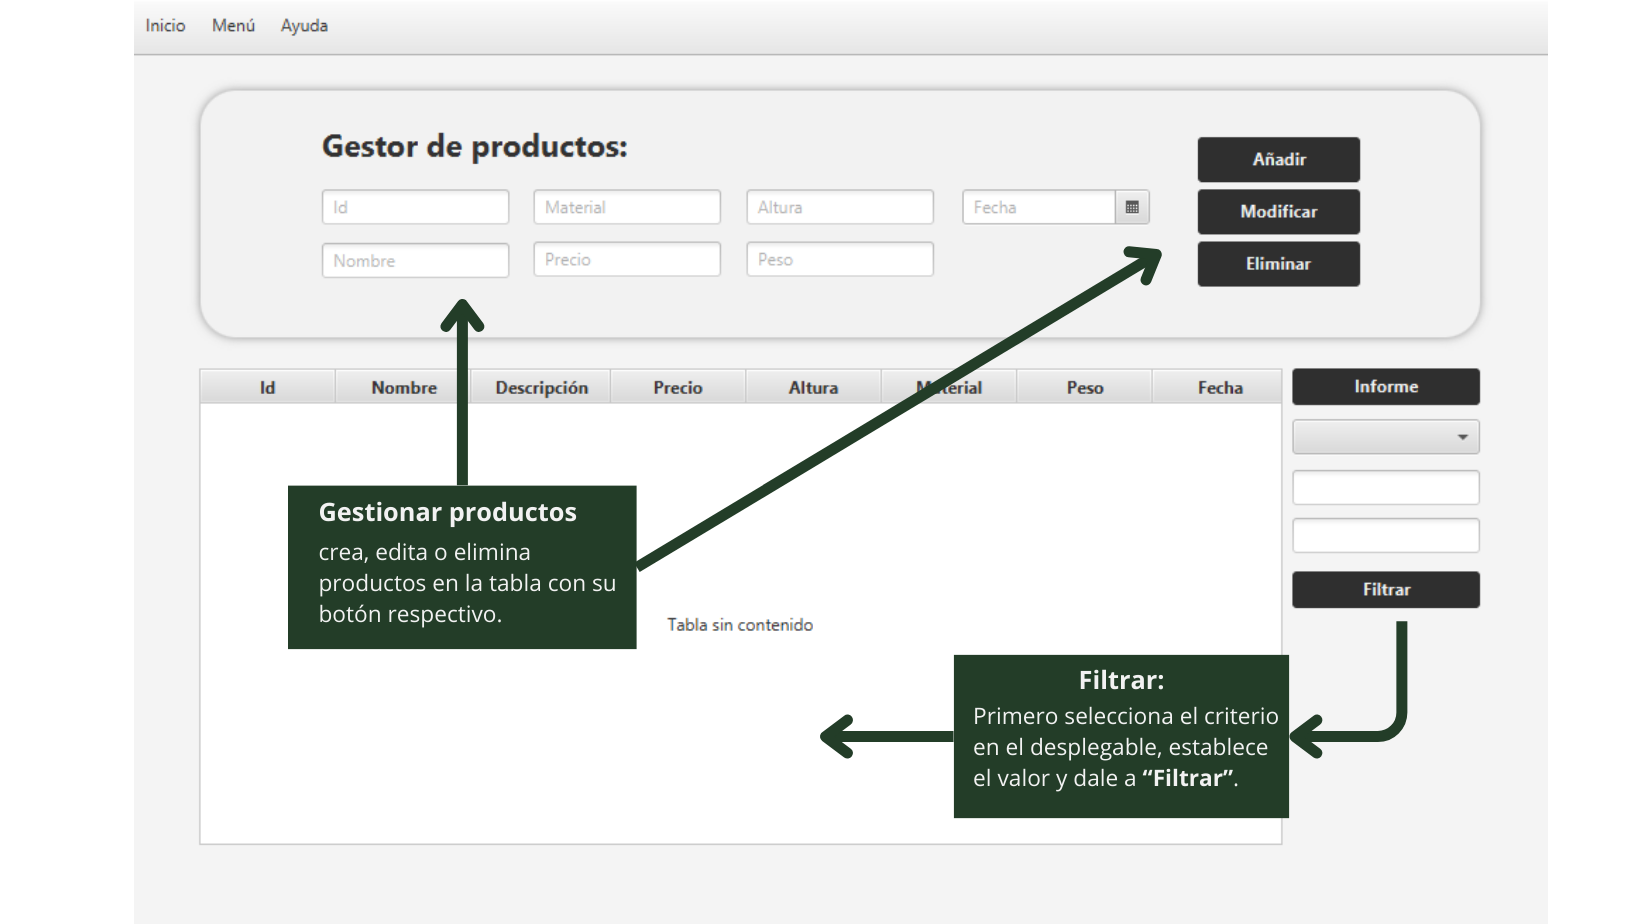 Inicio Menú Ayuda
Gestor de productos:
Id Material Altura Fecha
Nombre Precio Peso
Añadir
Modificar
Eliminar
Id Nombre Descripción Precio Altura Material Peso Fecha
Informe
Filtrar
Gestionar productos
crea, edita o elimina
productos en la tabla con su
botón respectivo.
Tabla sin contenido
Filtrar:
Primero selecciona el criterio
en el desplegable, establece
el valor y dale a “Filtrar”.